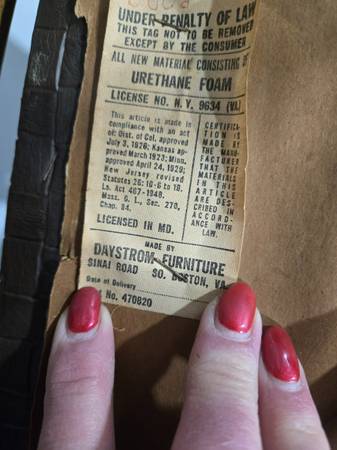 UNDER PENALTY OF LAW
THIS TAG NOT TO BE REMOVED
EXCEPT BY THE CONSUMER
ALL NEW MATERIAL CONSISTING OF
URETHANE FOAM
LICENSE NO. N.Y. 9634 (VA)
This article is made in
compliance with an act
of: Dist. of Col. approved
July 3, 1926; Kansas ap-
proved March 1923; Minn.
approved April 24, 1929;
New Jersey revised
Statutes 26: 10-6 to 18.
La. Act 467-1948.
Mass. G. L., Sec. 270,
Chap. 94.
LICENSED IN MD.
CERTIFICA-
TION IS
MADE BY
THE MANU-
FACTURER
THAT THE
MATERIALS
IN THIS
ARTICLE
ARE DES-
CRIBED IN
ACCORD-
ANCE WITH
LAW.
MADE BY
DAYSTROM FURNITURE
SINAI ROAD SO. BOSTON, VA.
Date of Delivery
No. 470820